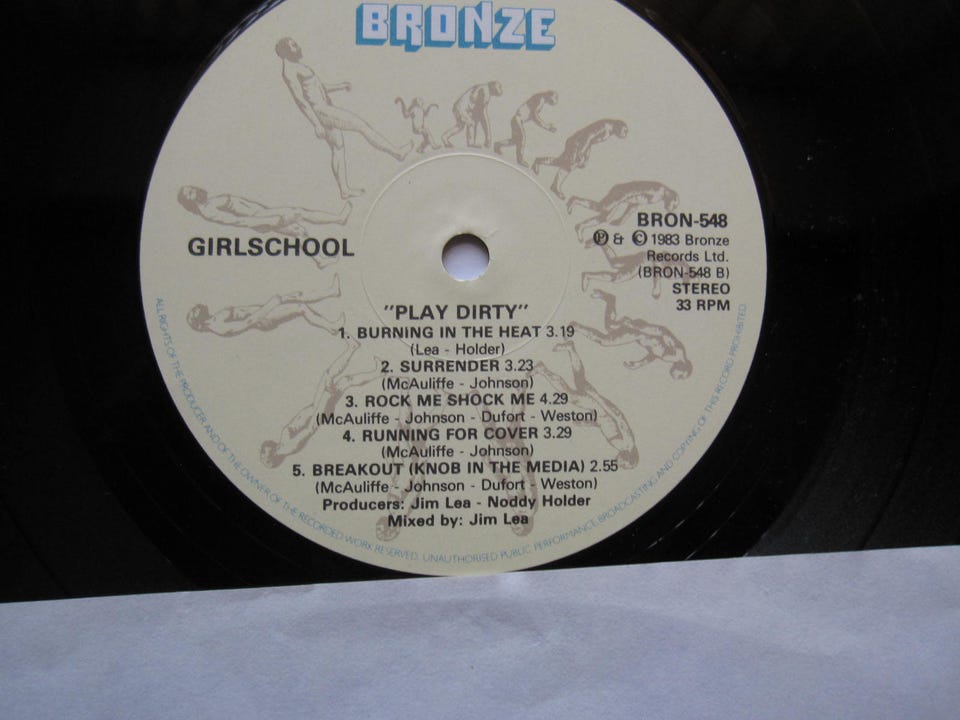 BRONZE
GIRLSCHOOL
BRON-548
Ⓟ & © 1983 Bronze
Records Ltd.
(BRON-548 B)
STEREO
33 RPM
"PLAY DIRTY"
1. BURNING IN THE HEAT 3.19
(Lea - Holder)
2. SURRENDER 3.23
(McAuliffe - Johnson)
3. ROCK ME SHOCK ME 4.29
(McAuliffe - Johnson - Dufort - Weston)
4. RUNNING FOR COVER 3.29
(McAuliffe - Johnson)
5. BREAKOUT (KNOB IN THE MEDIA) 2.55
(McAuliffe - Johnson - Dufort - Weston)
Producers: Jim Lea - Noddy Holder
Mixed by: Jim Lea
ALL RIGHTS OF THE PRODUCER AND OF THE OWNER OF THE RECORDED WORK RESERVED. UNAUTHORISED PUBLIC PERFORMANCE, BROADCASTING AND COPYING OF THIS RECORD PROHIBITED.